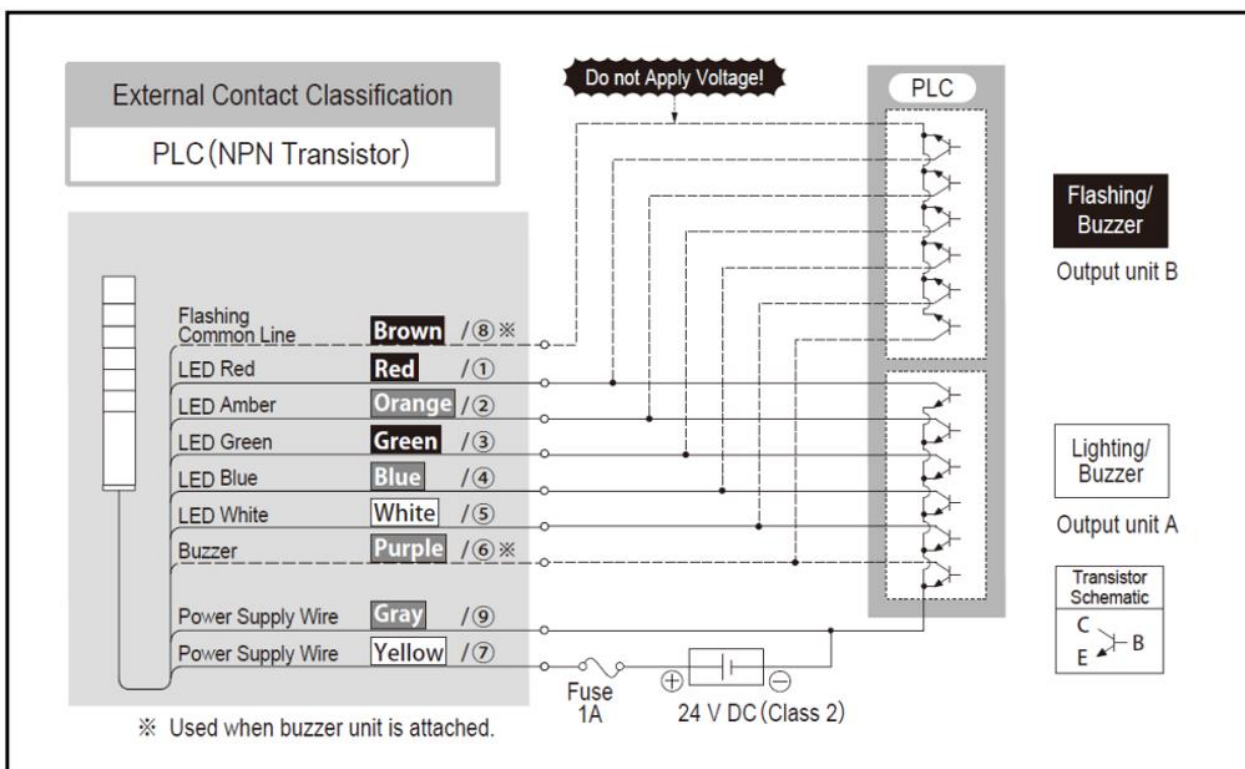 External Contact Classification
PLC(NPN Transistor)
Do not Apply Voltage!
PLC
Flashing/
Buzzer
Output unit B
Flashing
Common Line Brown /⑧※
LED Red Red /①
LED Amber Orange /②
LED Green Green /③
LED Blue Blue /④
LED White White /⑤
Buzzer Purple /⑥※
Power Supply Wire Gray /⑨
Power Supply Wire Yellow /⑦
Lighting/
Buzzer
Output unit A
Transistor
Schematic
C
B
E
Fuse
1A
⊕ ⊖
24 V DC(Class 2)
※ Used when buzzer unit is attached.